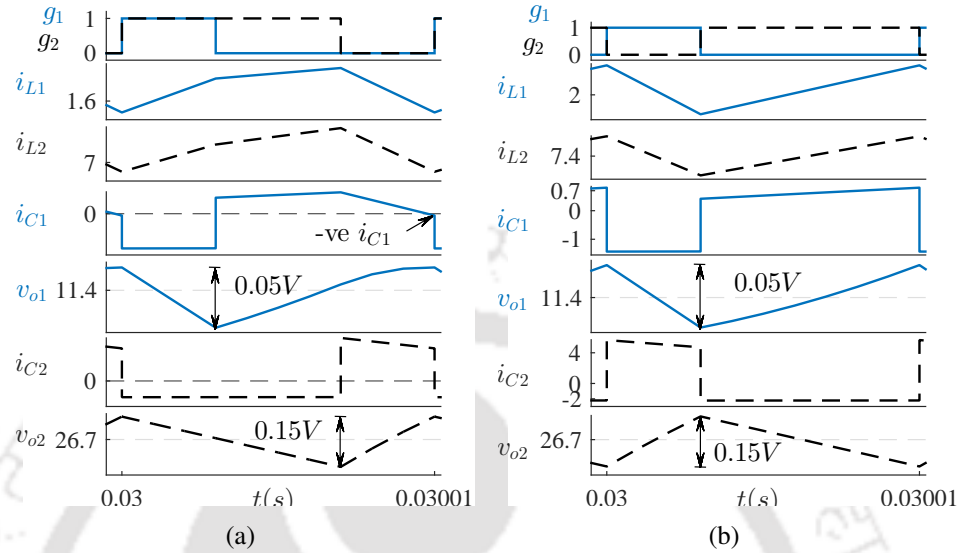 g1 1
g2 0
iL1 1.6
iL2 7
iC1 0
-ve iC1
vo1 11.4 0.05V
iC2 0
vo2 26.7 0.15V
0.03 t(s) 0.03001
(a)
g1 1
g2 0
iL1 2
iL2 7.4
iC1 0.7
0
-1
vo1 11.4 0.05V
iC2 4
0
-2
vo2 26.7 0.15V
0.03 t(s) 0.03001
(b)